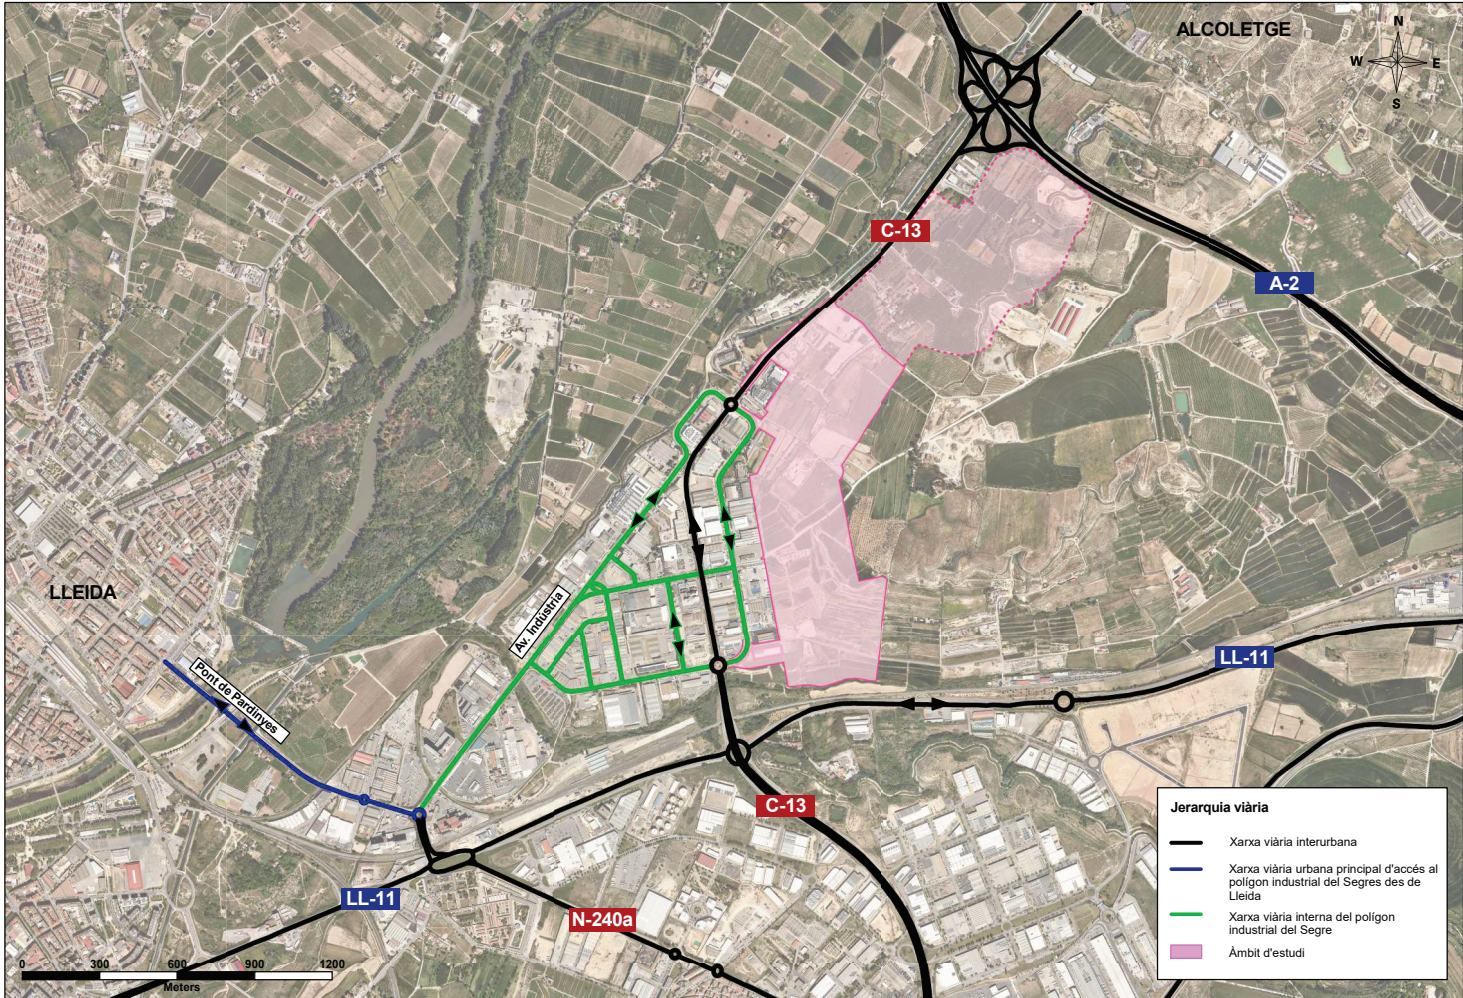 ALCOLETGE
N
W
E
S
C-13
A-2
LLEIDA
Av. Indústria
Pont de Pardinyes
LL-11
C-13
LL-11
N-240a
0 300 600 900 1200
Meters
Jerarquia viària
Xarxa viària interurbana
Xarxa viària urbana principal d'accés al
polígon industrial del Segres des de
Lleida
Xarxa viària interna del polígon
industrial del Segre
Àmbit d'estudi